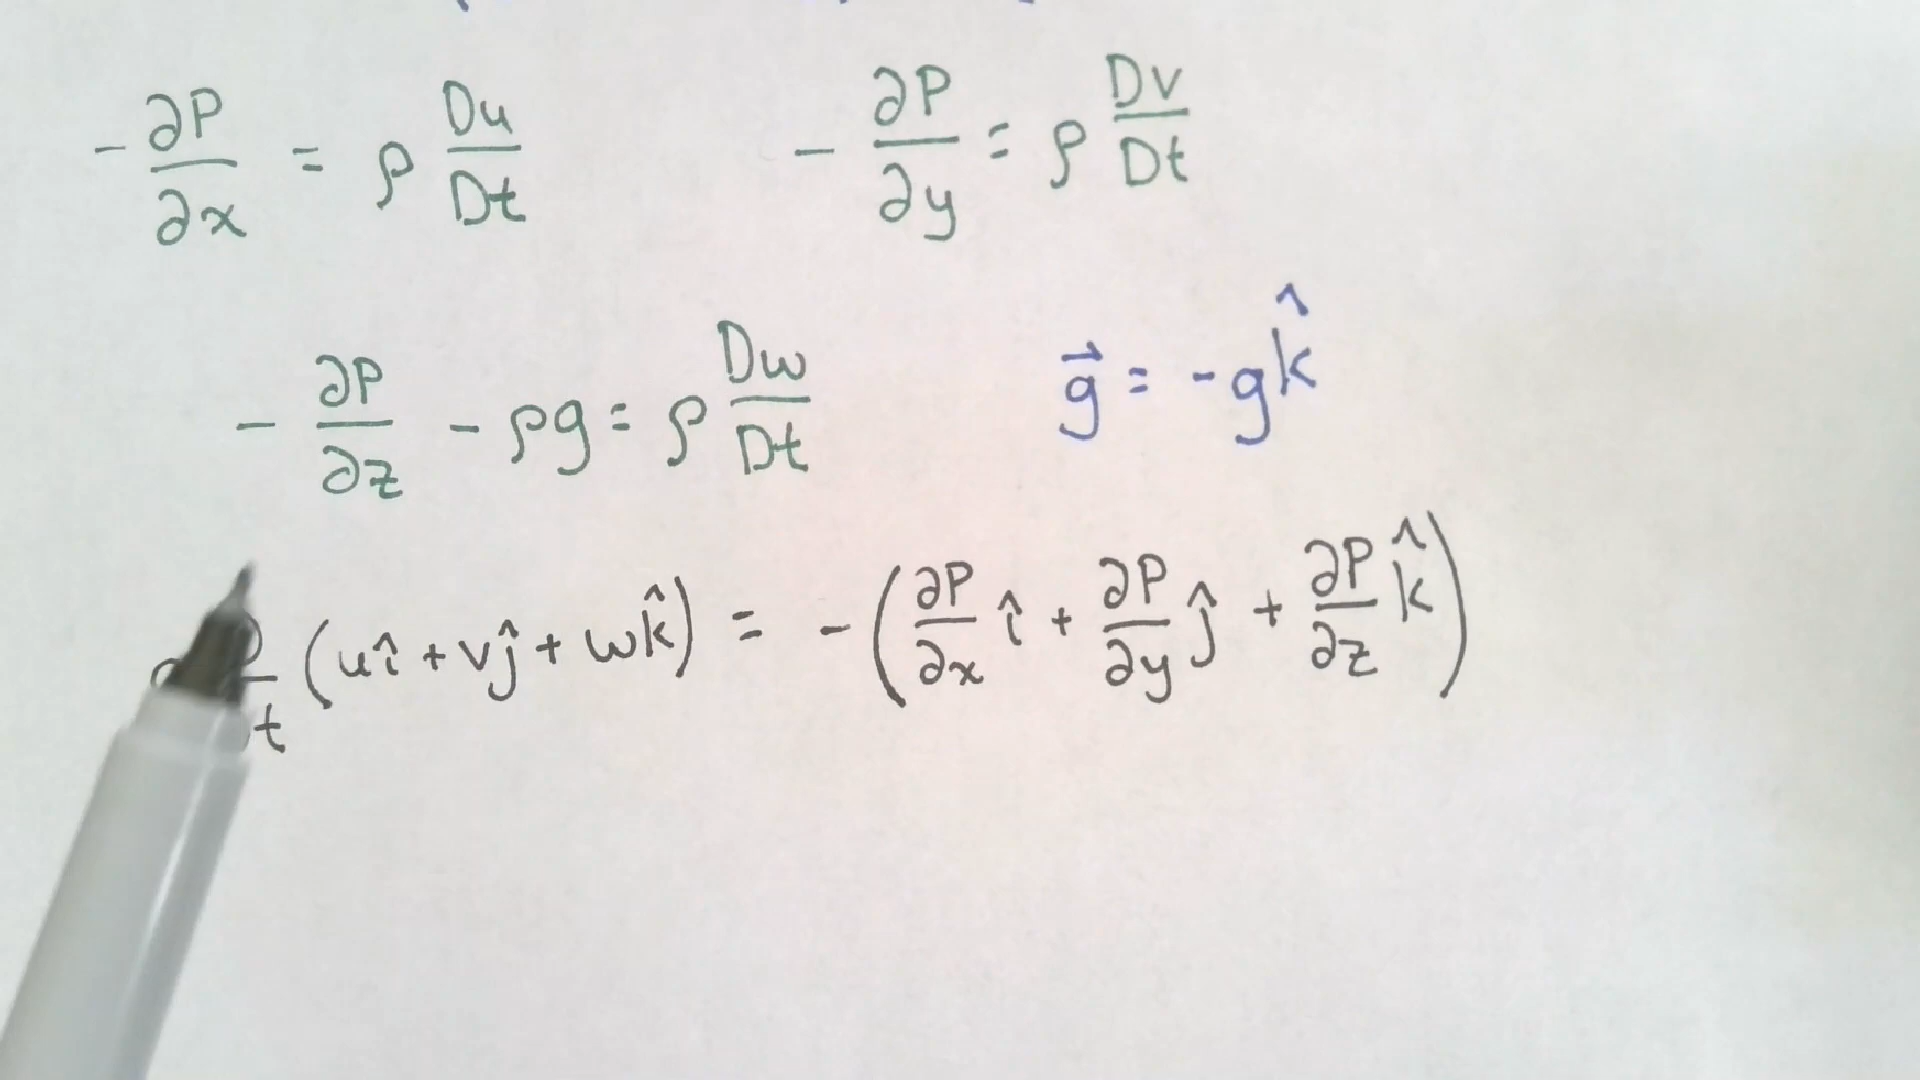 -∂P/∂x = ρ Du/Dt
-∂P/∂y = ρ Dv/Dt
-∂P/∂z - ρg = ρ Dw/Dt
g⃗ = -gk̂
t (uî + vĵ + wk̂) = -(∂P/∂x î + ∂P/∂y ĵ + ∂P/∂z k̂)